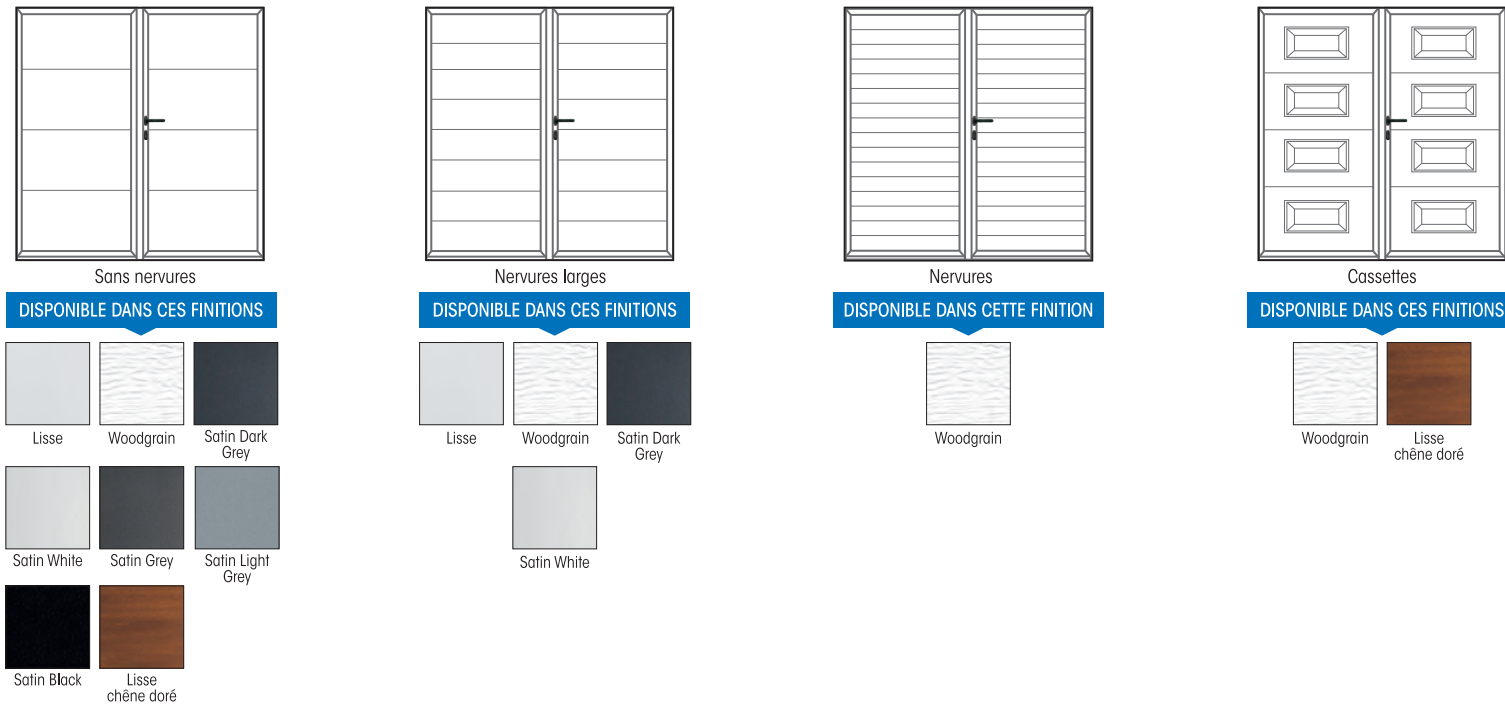 Sans nervures
DISPONIBLE DANS CES FINITIONS
Lisse
Woodgrain
Satin Dark
Grey
Satin White
Satin Grey
Satin Light
Grey
Satin Black
Lisse
chêne doré
Nervures larges
DISPONIBLE DANS CES FINITIONS
Lisse
Woodgrain
Satin Dark
Grey
Satin White
Nervures
DISPONIBLE DANS CETTE FINITION
Woodgrain
Cassettes
DISPONIBLE DANS CES FINITIONS
Woodgrain
Lisse
chêne doré